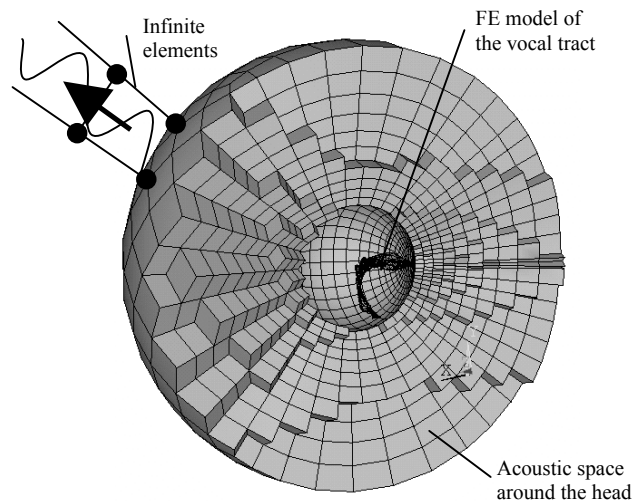 Infinite
elements
FE model of
the vocal tract
X
Acoustic space
around the head